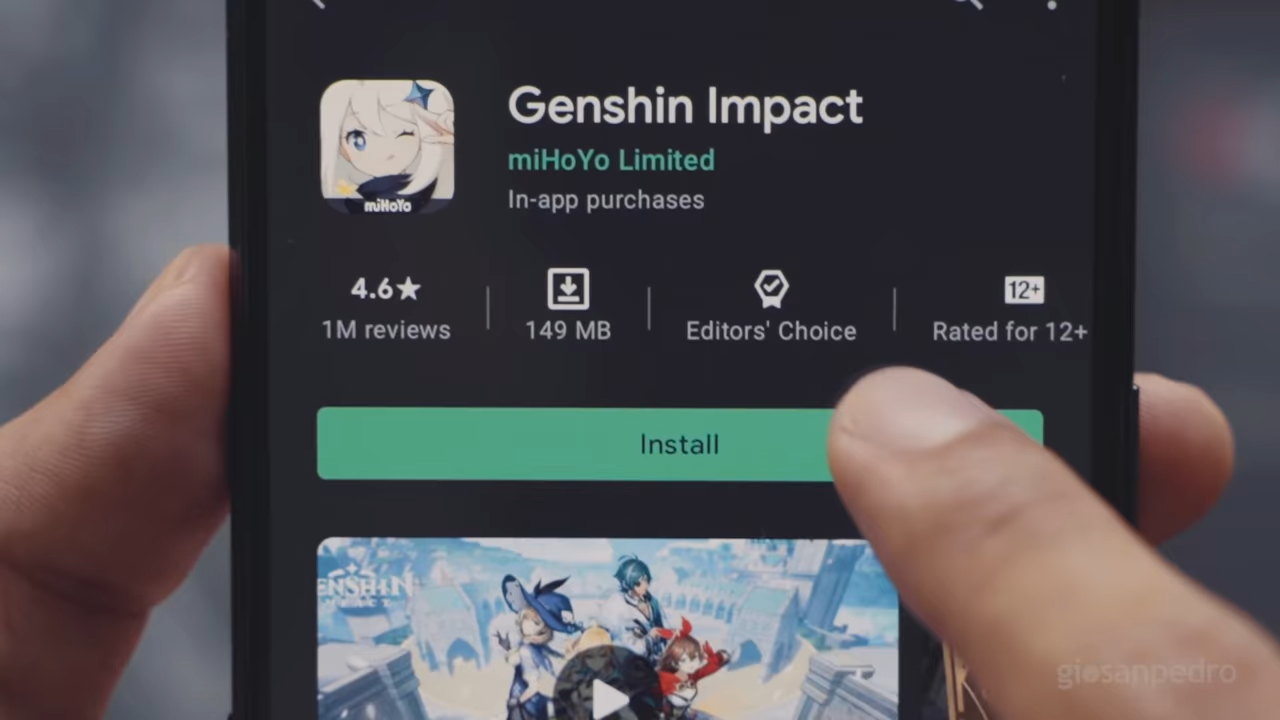 Genshin Impact
miHoYo Limited
In-app purchases
miHoYo
4.6★
1M reviews
149 MB
Editors' Choice
12+
Rated for 12+
Install
ENSHIN
giosanpedro